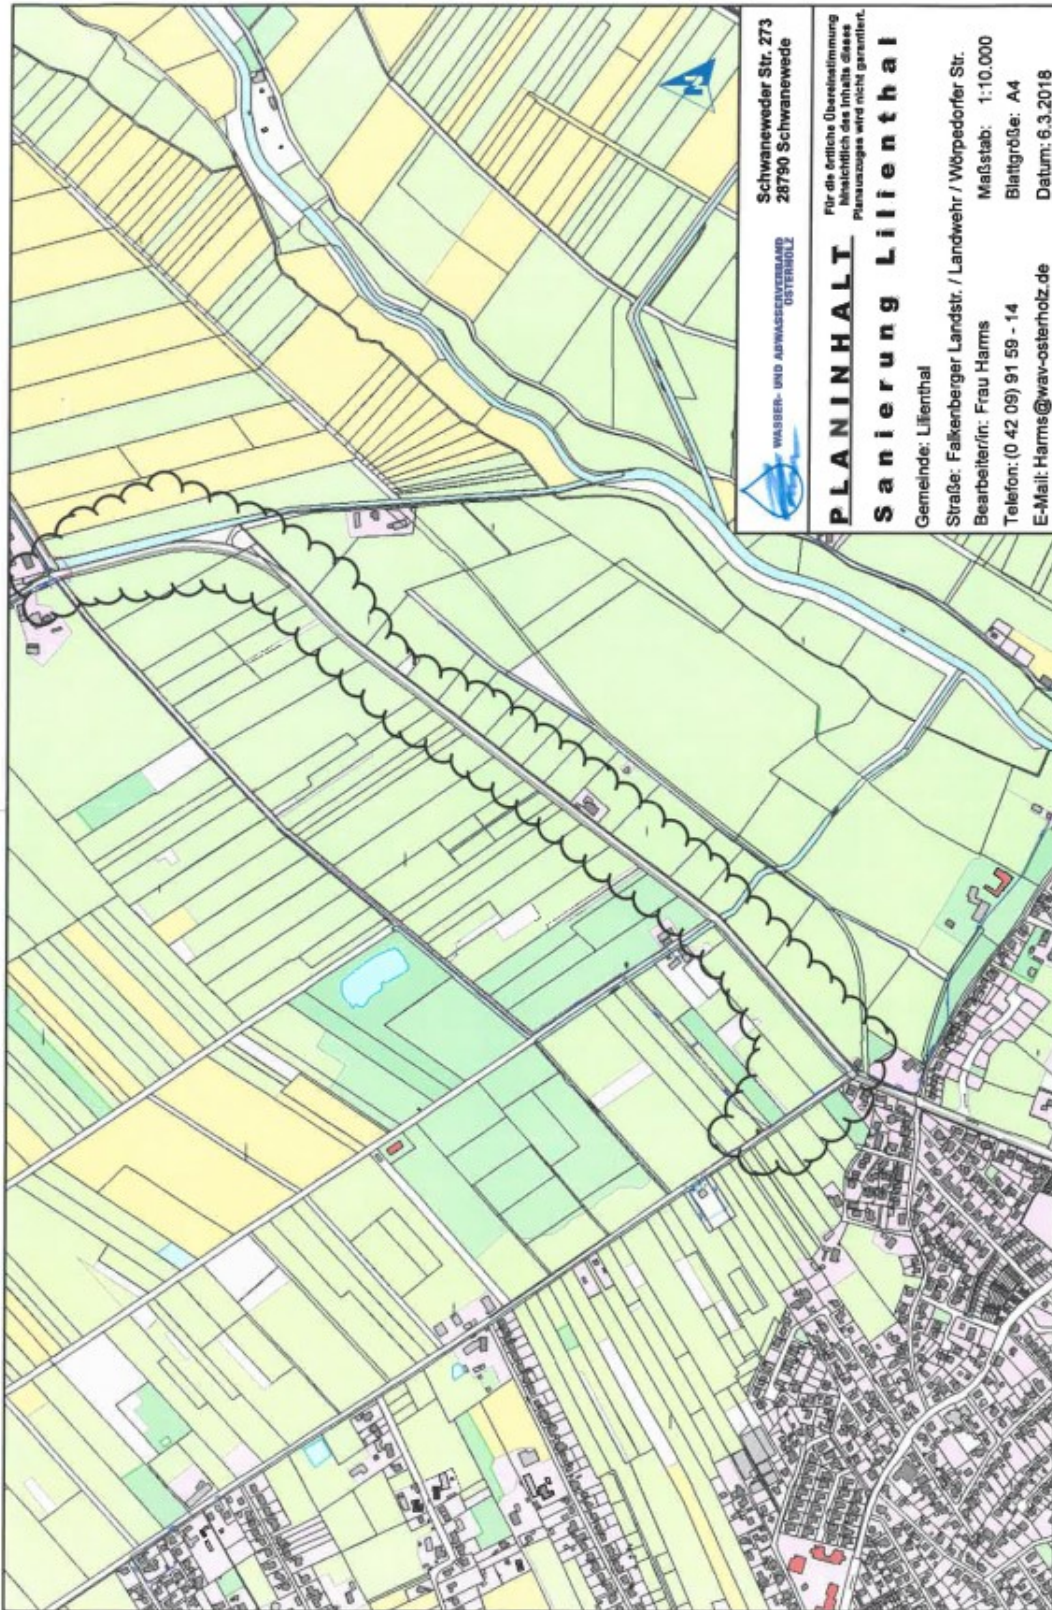 WASSER- UND ABWASSERVERBAND
OSTERHOLZ
Schwaneweder Str. 273
28790 Schwanewede
PLANINHALT
Für die örtliche Übereinstimmung
hinsichtlich des Inhalts dieses
Planauszuges wird nicht garantiert.
Sanierung Lilienthal
Gemeinde: Lilienthal
Straße: Falkenberger Landstr. / Landwehr / Wörpedorfer Str.
Bearbeiter/in: Frau Harms
Maßstab: 1:10.000
Telefon: (0 42 09) 91 59 - 14
Blattgröße: A4
E-Mail: Harms@wav-osterholz.de
Datum: 6.3.2018
N